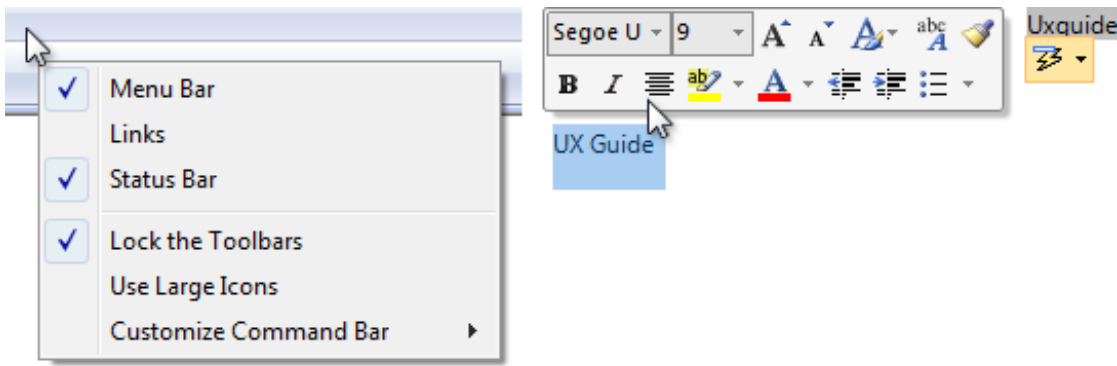 Menu Bar
Links
Status Bar
Lock the Toolbars
Use Large Icons
Customize Command Bar
Segoe U 9 A A A abc A
B I ab A
UX Guide
Uxguide